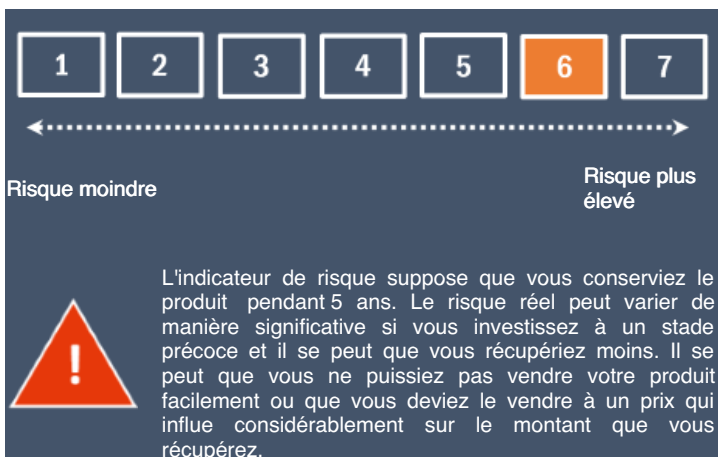 1 2 3 4 5 6 7
Risque moindre
Risque plus
élevé
L'indicateur de risque suppose que vous conserviez le
produit pendant 5 ans. Le risque réel peut varier de
manière significative si vous investissez à un stade
précoce et il se peut que vous récupériez moins. Il se
peut que vous ne puissiez pas vendre votre produit
facilement ou que vous deviez le vendre à un prix qui
influe considérablement sur le montant que vous
récupérez.
!